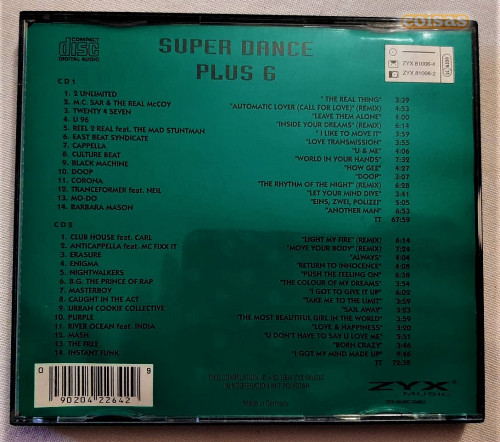 coisas
COMPACT
disc
DIGITAL AUDIO
SUPER DANCE
PLUS 6
ZYX 81006-4
ZYX 81006-2
CD 1
1. 2 UNLIMITED "THE REAL THING" 3:29
2. M.C. SAR & THE REAL McCOY "AUTOMATIC LOVER (CALL FOR LOVE)" (REMIX) 4:53
3. TWENTY 4 SEVEN "LEAVE THEM ALONE" 4:00
4. U 96 "INSIDE YOUR DREAMS" (REMIX) 6:14
5. REEL 2 REAL feat. THE MAD STUNTMAN "I LIKE TO MOVE IT" 3:59
6. EAST BEAT SYNDICATE "LOVE TRANSMISSION" 3:55
7. CAPPELLA "U & ME" 4:06
8. CULTURE BEAT "WORLD IN YOUR HANDS" 7:32
9. BLACK MACHINE "HOW GEE" 4:27
10. DOOP "DOOP" 3:07
11. CORONA "THE RHYTHM OF THE NIGHT" (REMIX) 6:28
12. TRANCEFORMER feat. NEIL "LET YOUR MIND DIVE" 3:41
13. MO-DO "EINS, ZWEI, POLIZEI" 3:05
14. BARBARA MASON "ANOTHER MAN" 6:53
TT 67:59
CD 2
1. CLUB HOUSE feat. CARL "LIGHT MY FIRE" (REMIX) 6:14
2. ANTICAPPELLA feat. MC FIXX IT "MOVE YOUR BODY" (REMIX) 7:09
3. ERASURE "ALWAYS" 4:04
4. ENIGMA "RETURN TO INNOCENCE" 4:08
5. NIGHTWALKERS "PUSH THE FEELING ON" 6:38
6. B.G. THE PRINCE OF RAP "THE COLOUR OF MY DREAMS" 3:54
7. MASTERBOY "I GOT TO GIVE IT UP" 6:02
8. CAUGHT IN THE ACT "TAKE ME TO THE LIMIT" 3:59
9. URBAN COOKIE COLLECTIVE "SAIL AWAY" 3:23
10. PURPLE "THE MOST BEAUTIFUL GIRL IN THE WORLD" 3:59
11. RIVER OCEAN feat. INDIA "LOVE & HAPPINESS" 3:20
12. MASH "U DON'T HAVE TO SAY U LOVE ME" 3:51
13. THE FREE "BORN CRAZY" 3:46
14. INSTANT FUNK "I GOT MY MIND MADE UP" 9:46
TT
0 9
90204 22642
Made in Germany
ZYX
MUSIC